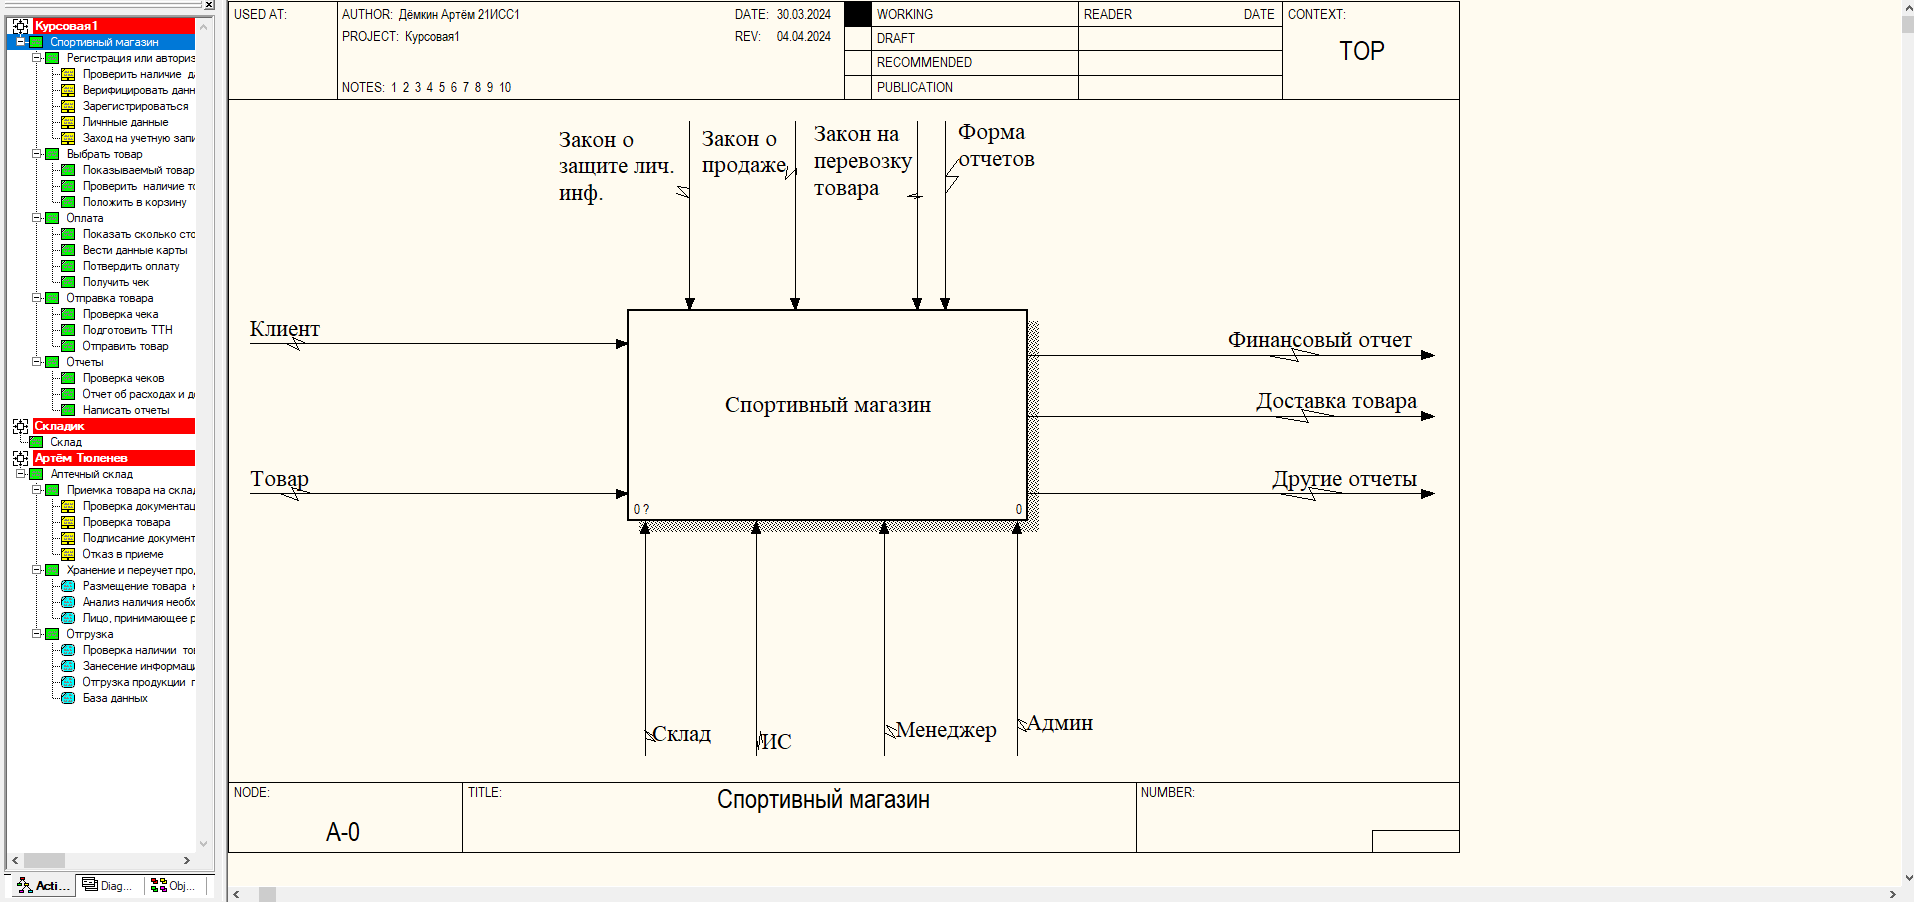 Курсовая1
Спортивный магазин
Регистрация или авториз
Проверить наличие д
Верифицировать данн
Зарегистрироваться
Личнные данные
Заход на учетную запи
Выбрать товар
Показываемый товар
Проверить наличие то
Положить в корзину
Оплата
Показать сколько сто
Вести данные карты
Потвердить оплату
Получить чек
Отправка товара
Проверка чека
Подготовить ТТН
Отправить товар
Отчеты
Проверка чеков
Отчет об расходах и д
Написать отчеты
Складик
Склад
Артём Тюленев
Аптечный склад
Приемка товара на склад
Проверка документац
Проверка товара
Подписание документ
Отказ в приеме
Хранение и переучет про
Размещение товара н
Анализ наличия необх
Лицо, принимающее р
Отгрузка
Проверка наличии тов
Занесение информаци
Отгрузка продукции п
База данных
Acti...
Diag...
Obj...
USED AT:
AUTHOR: Дёмкин Артём 21ИСС1
DATE: 30.03.2024
PROJECT: Курсовая1
REV: 04.04.2024
NOTES: 1 2 3 4 5 6 7 8 9 10
WORKING
DRAFT
RECOMMENDED
PUBLICATION
READER
DATE
CONTEXT:
TOP
Закон о
защите лич.
инф.
Закон о
продаже
Закон на
перевозку
товара
Форма
отчетов
Клиент
Товар
Спортивный магазин
0 ?
0
Финансовый отчет
Доставка товара
Другие отчеты
Склад
ИС
Менеджер
Админ
NODE:
A-0
TITLE:
Спортивный магазин
NUMBER: